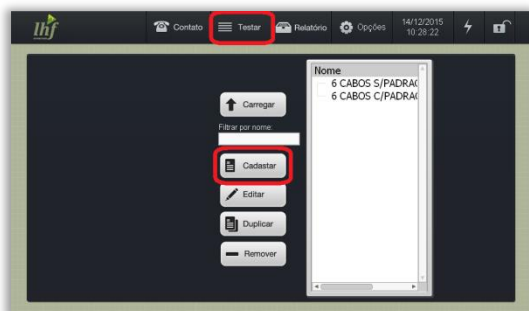 lhf
Contato
Testar
Relatório
Opções
14/12/2015
10:28:22
Carregar
Filtrar por nome:
Cadastar
Editar
Duplicar
Remover
Nome
6 CABOS S/PADRAO
6 CABOS C/PADRAO